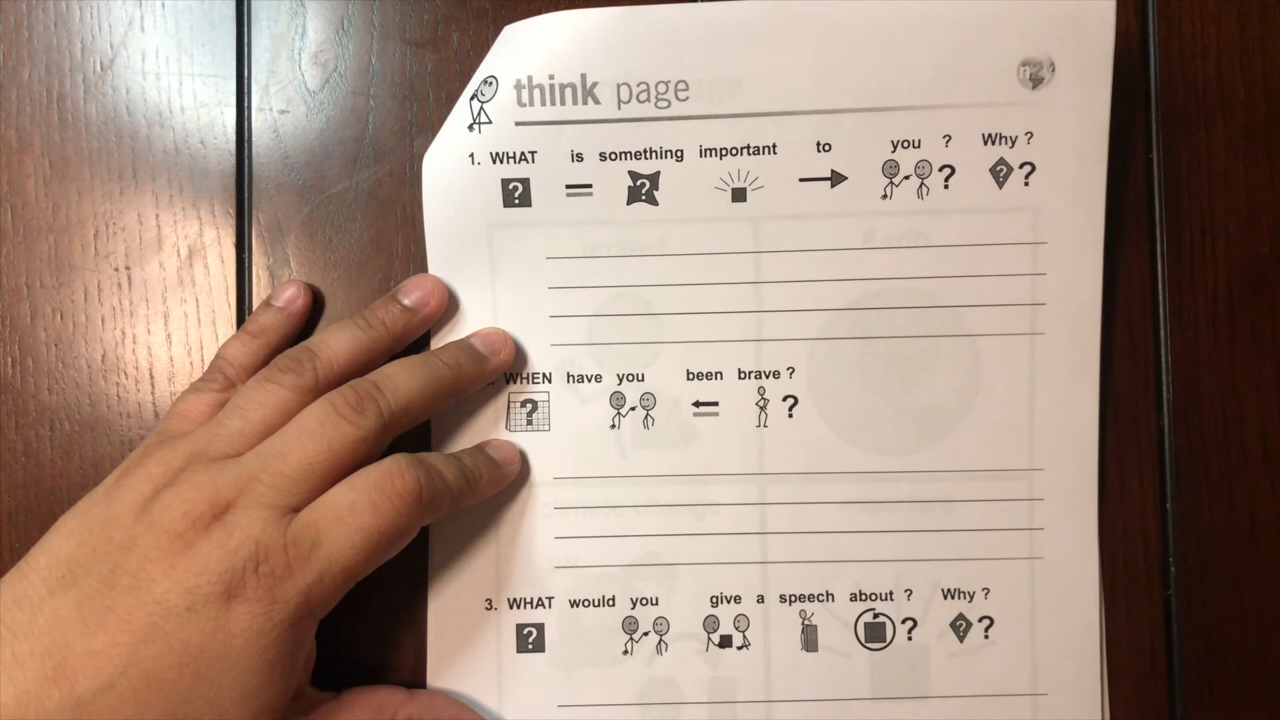 think page
n2y
1. WHAT is something important to you ? Why ?
WHEN have you been brave ?
3. WHAT would you give a speech about ? Why ?